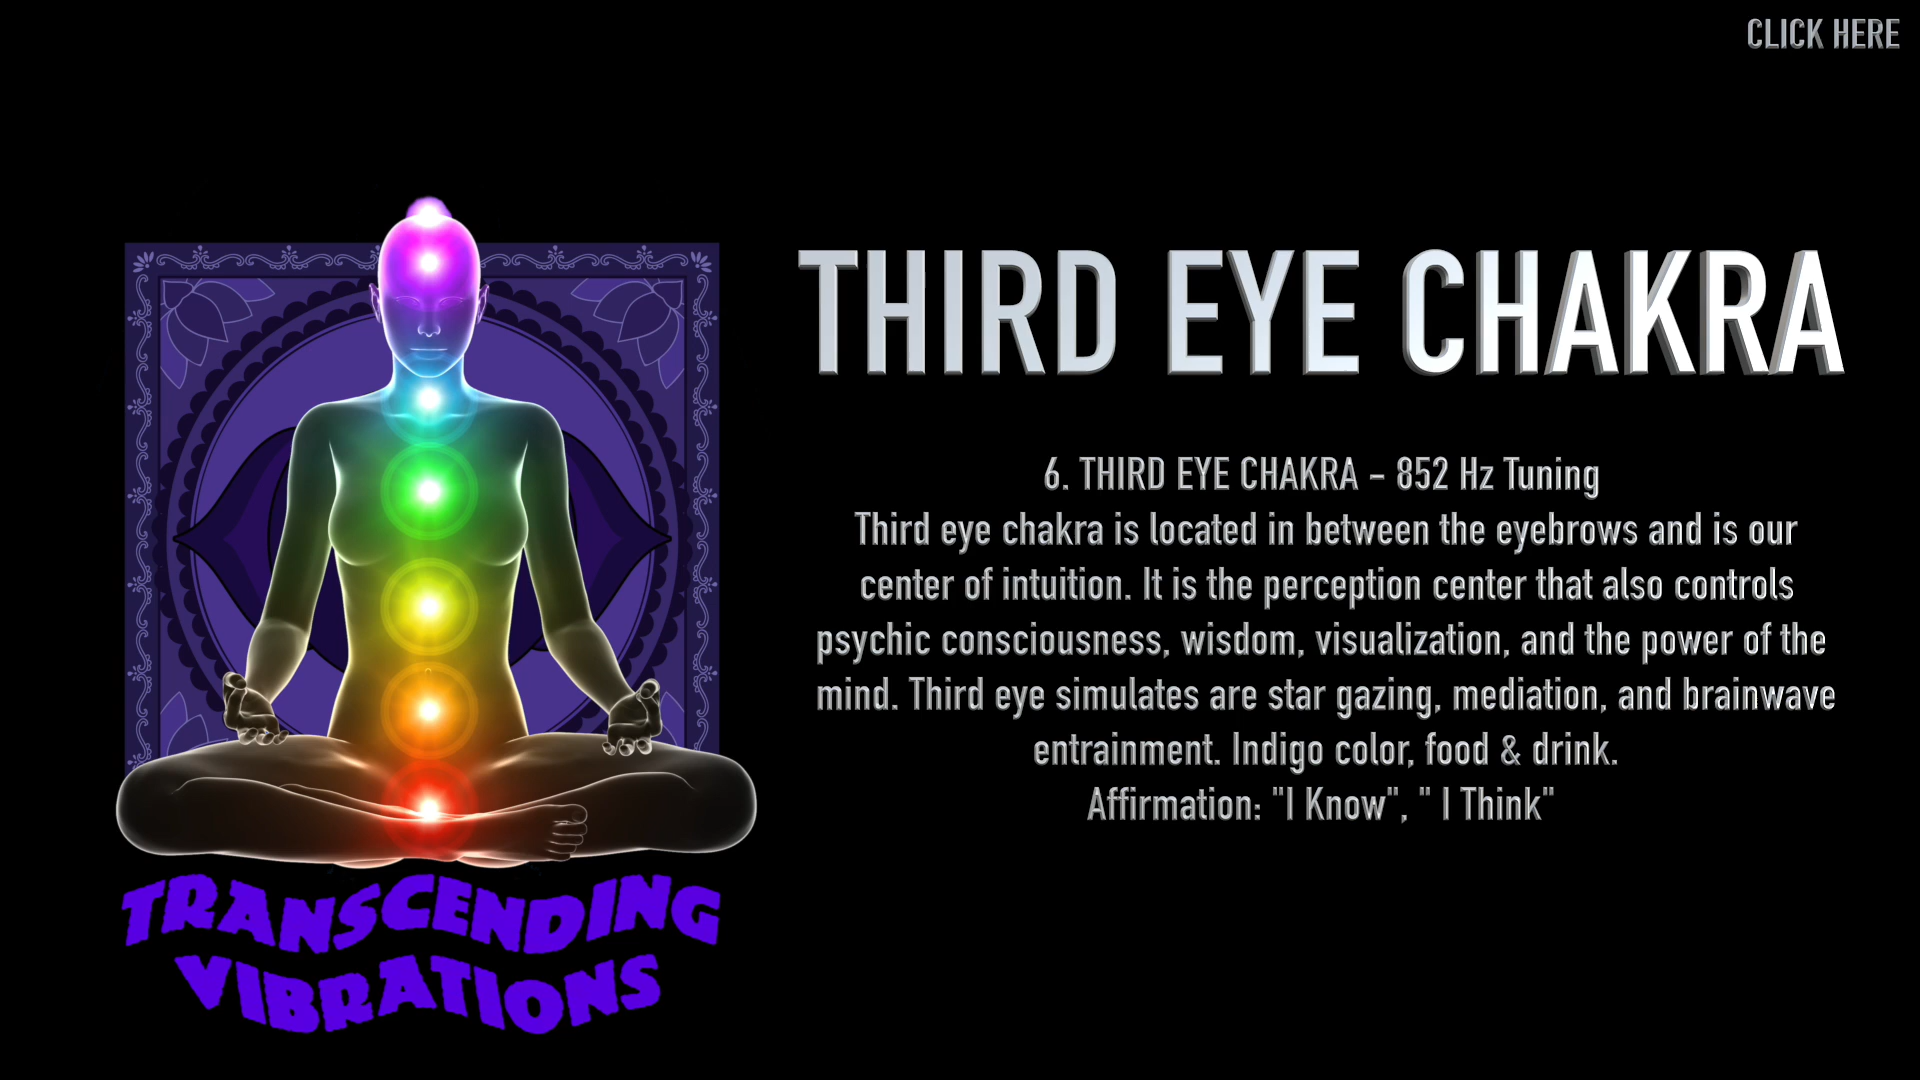 CLICK HERE
THIRD EYE CHAKRA
6. THIRD EYE CHAKRA - 852 Hz Tuning
Third eye chakra is located in between the eyebrows and is our
center of intuition. It is the perception center that also controls
psychic consciousness, wisdom, visualization, and the power of the
mind. Third eye simulates are star gazing, mediation, and brainwave
entrainment. Indigo color, food & drink.
Affirmation: "I Know", " I Think"
TRANSCENDING
VIBRATIONS